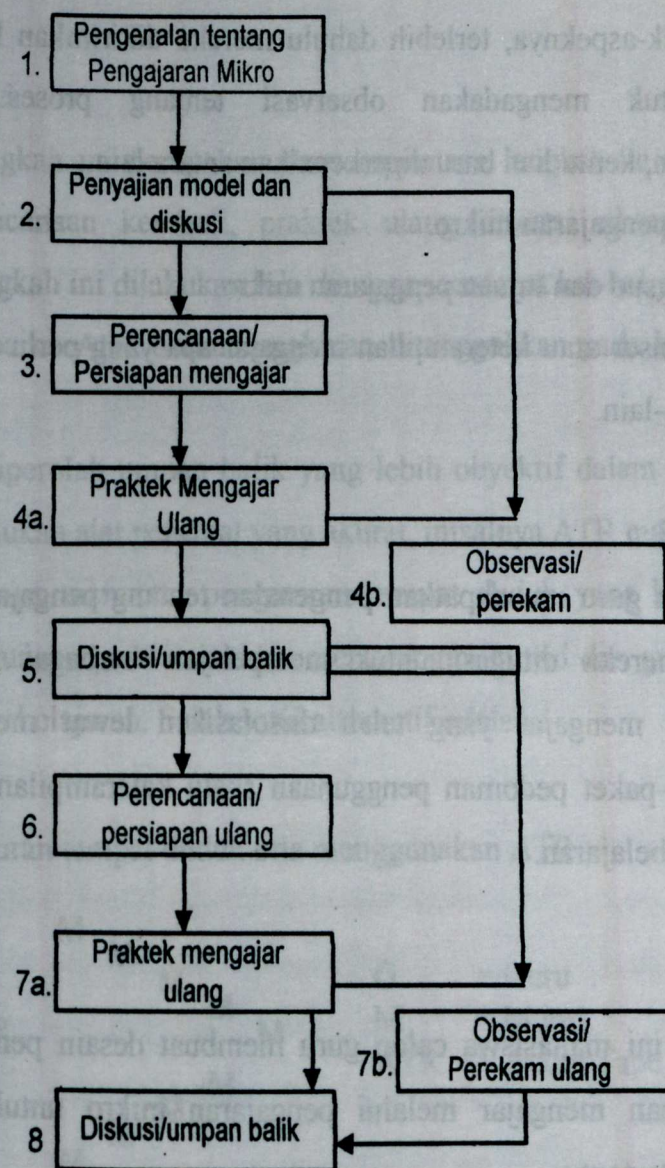 1. Pengenalan tentang
Pengajaran Mikro
2. Penyajian model dan
diskusi
3. Perencanaan/
Persiapan mengajar
4a. Praktek Mengajar
Ulang
4b. Observasi/
perekam
5. Diskusi/umpan balik
6. Perencanaan/
persiapan ulang
7a. Praktek mengajar
ulang
7b. Observasi/
Perekam ulang
8 Diskusi/umpan balik